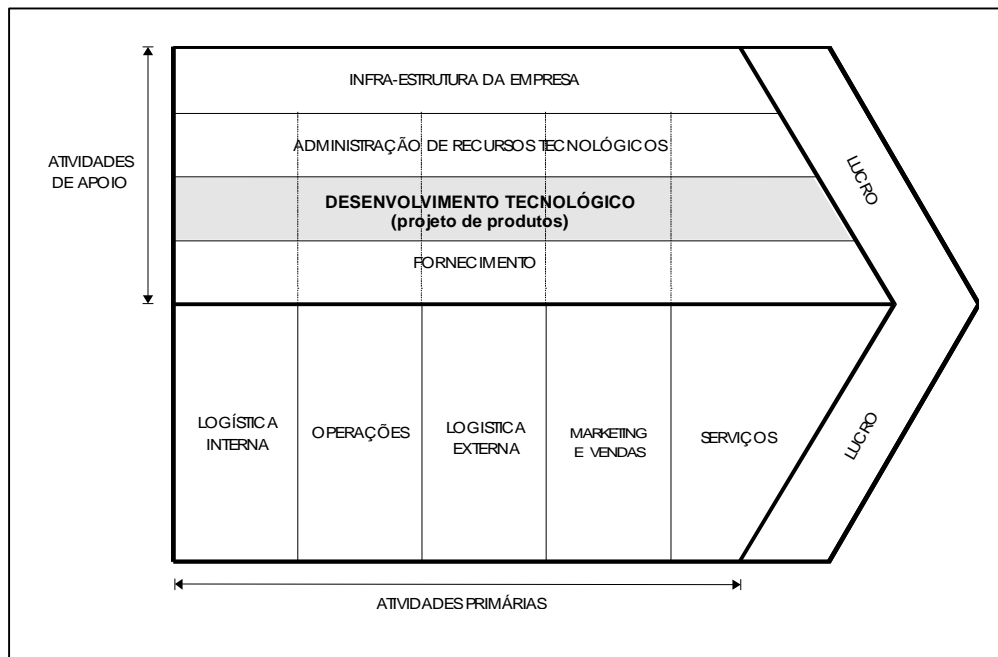 INFRA-ESTRUTURA DA EMPRESA
ADMINISTRAÇÃO DE RECURSOS TECNOLÓGICOS
ATIVIDADES
DE APOIO
DESENVOLVIMENTO TECNOLÓGICO
(projeto de produtos)
FORNECIMENTO
LUCRO
LOGÍSTICA
INTERNA
OPERAÇÕES
LOGISTICA
EXTERNA
MARKETING
E VENDAS
SERVIÇOS
LUCRO
ATIVIDADES PRIMÁRIAS